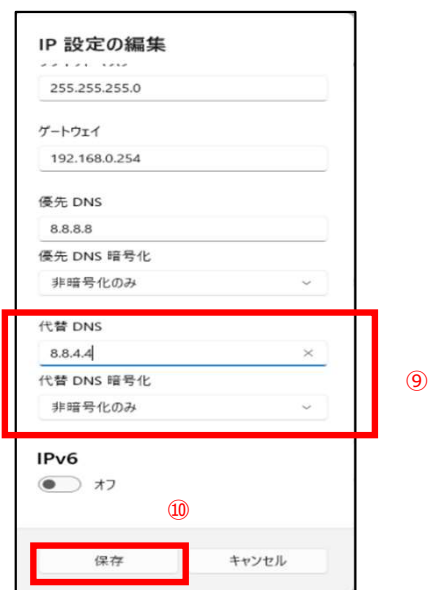 IP 設定の編集
255.255.255.0
ゲートウェイ
192.168.0.254
優先 DNS
8.8.8.8
優先 DNS 暗号化
非暗号化のみ
代替 DNS
8.8.4.4
代替 DNS 暗号化
非暗号化のみ
⑨
IPv6
オフ
⑩
保存 キャンセル